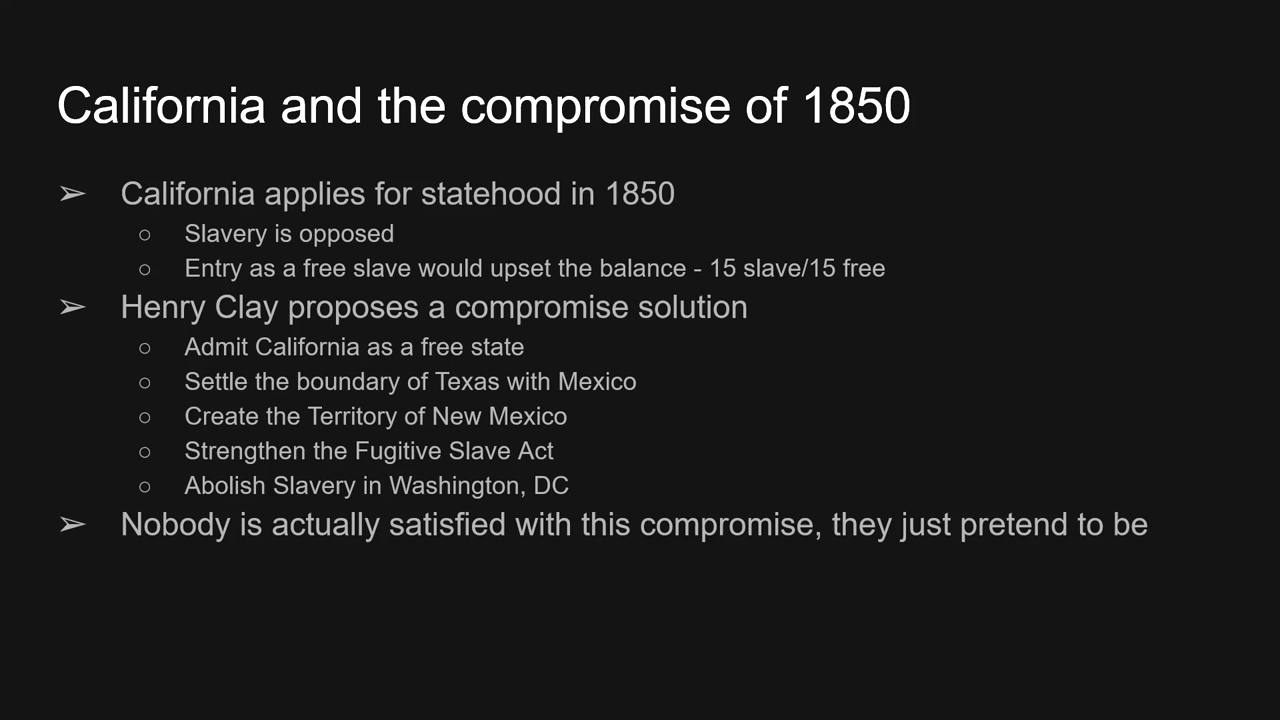 California and the compromise of 1850
➢ California applies for statehood in 1850
○ Slavery is opposed
○ Entry as a free slave would upset the balance - 15 slave/15 free
➢ Henry Clay proposes a compromise solution
○ Admit California as a free state
○ Settle the boundary of Texas with Mexico
○ Create the Territory of New Mexico
○ Strengthen the Fugitive Slave Act
○ Abolish Slavery in Washington, DC
➢ Nobody is actually satisfied with this compromise, they just pretend to be